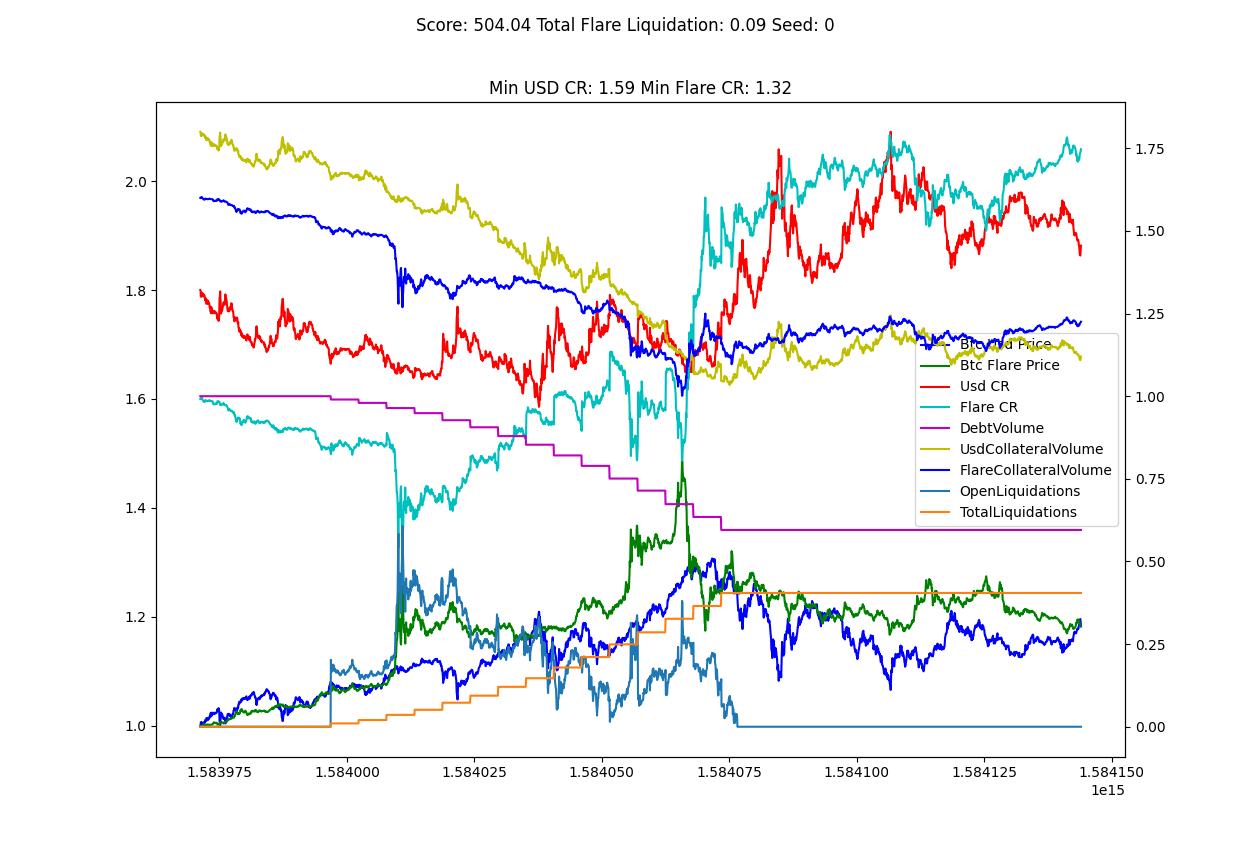 Score: 504.04 Total Flare Liquidation: 0.09 Seed: 0
Min USD CR: 1.59 Min Flare CR: 1.32
2.0
1.8
1.6
1.4
1.2
1.0
1.75
1.50
1.25
1.00
0.75
0.50
0.25
0.00
Btc Usd Price
Btc Flare Price
Usd CR
Flare CR
DebtVolume
UsdCollateralVolume
FlareCollateralVolume
OpenLiquidations
TotalLiquidations
1.583975 1.584000 1.584025 1.584050 1.584075 1.584100 1.584125 1.584150
1e15